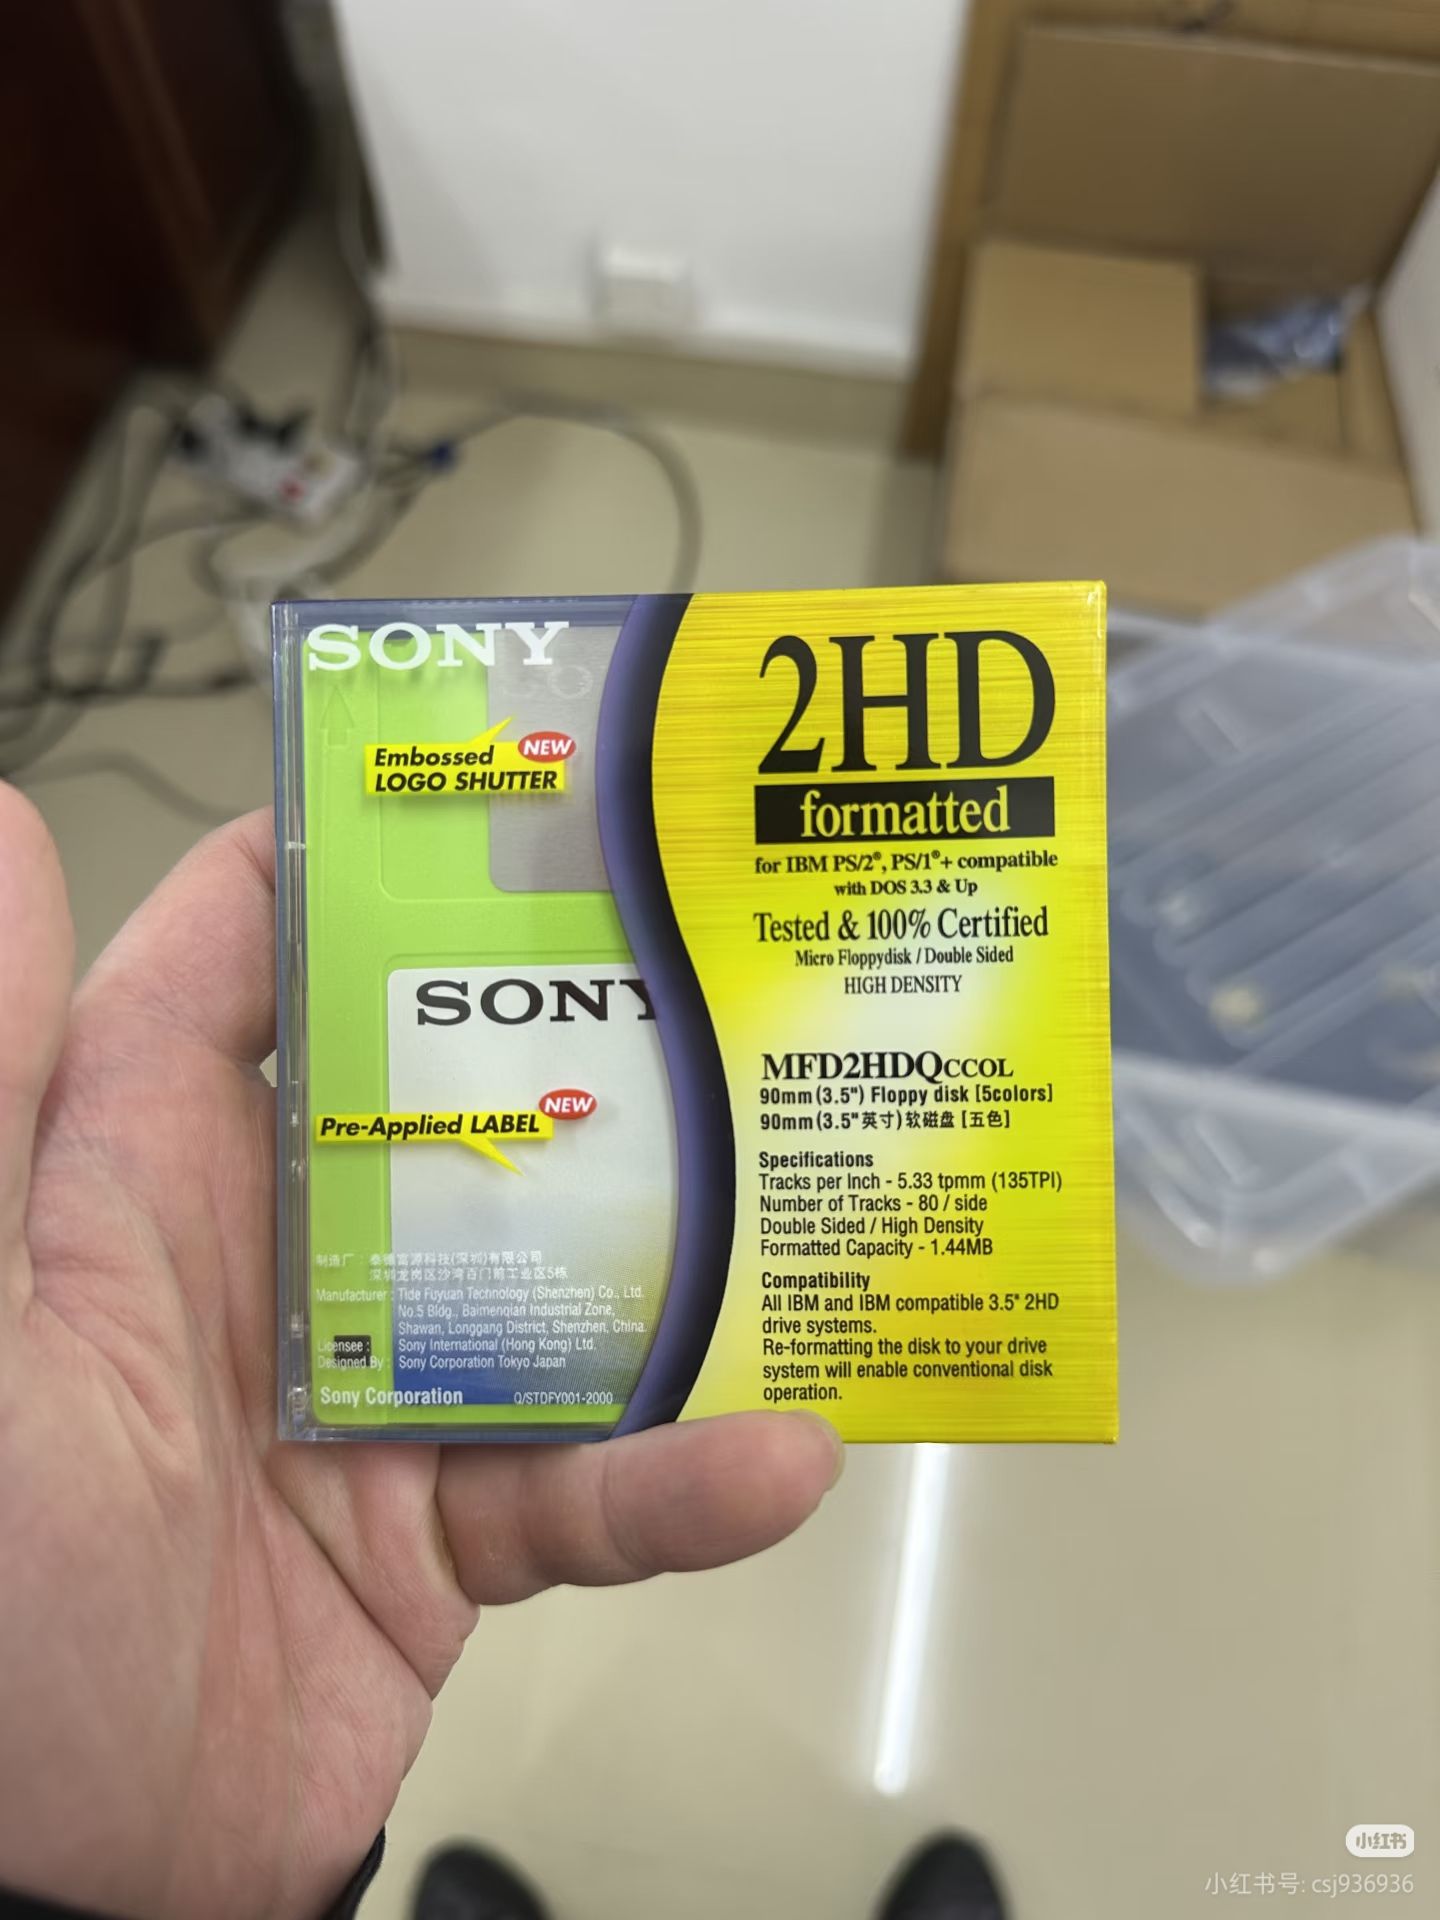 SONY
Embossed NEW
LOGO SHUTTER
SONY
NEW
Pre-Applied LABEL
制造厂: 泰德富源科技(深圳)有限公司
深圳龙岗区沙湾百门前工业区5栋
Manufacturer: Tide Fuyuan Technology (Shenzhen) Co., Ltd.
No.5 Bldg., Baimenqian Industrial Zone,
Shawan, Longgang District, Shenzhen, China.
Licensee: Sony International (Hong Kong) Ltd.
Designed By: Sony Corporation Tokyo Japan
Sony Corporation Q/STDFY001-2000
2HD
formatted
for IBM PS/2®, PS/1®+ compatible
with DOS 3.3 & Up
Tested & 100% Certified
Micro Floppydisk / Double Sided
HIGH DENSITY
MFD2HDQCCOL
90mm(3.5") Floppy disk [5colors]
90mm(3.5"英寸)软磁盘 [五色]
Specifications
Tracks per Inch - 5.33 tpmm (135TPI)
Number of Tracks - 80 / side
Double Sided / High Density
Formatted Capacity - 1.44MB
Compatibility
All IBM and IBM compatible 3.5" 2HD
drive systems.
Re-formatting the disk to your drive
system will enable conventional disk
operation.
小红书
小红书号: csj936936